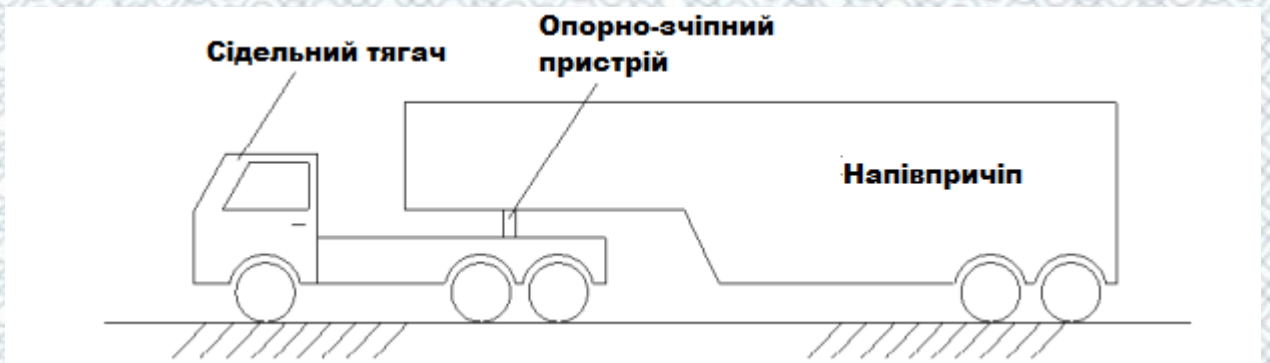 Сідельний тягач
Опорно-зчіпний
пристрій
Напівпричіп